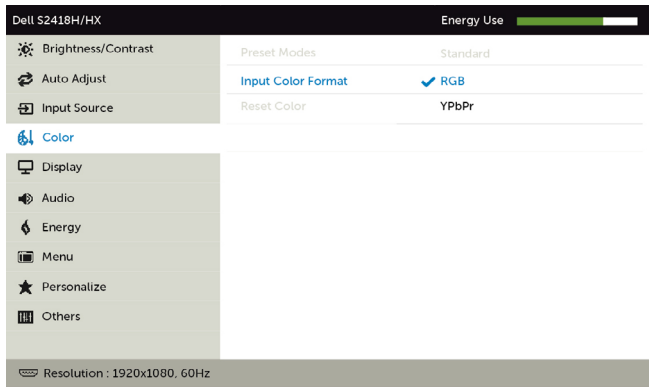 Dell S2418H/HX Energy Use
Brightness/Contrast
Auto Adjust
Input Source
Color
Display
Audio
Energy
Menu
Personalize
Others
Preset Modes Standard
Input Color Format RGB
Reset Color YPbPr
Resolution : 1920x1080, 60Hz